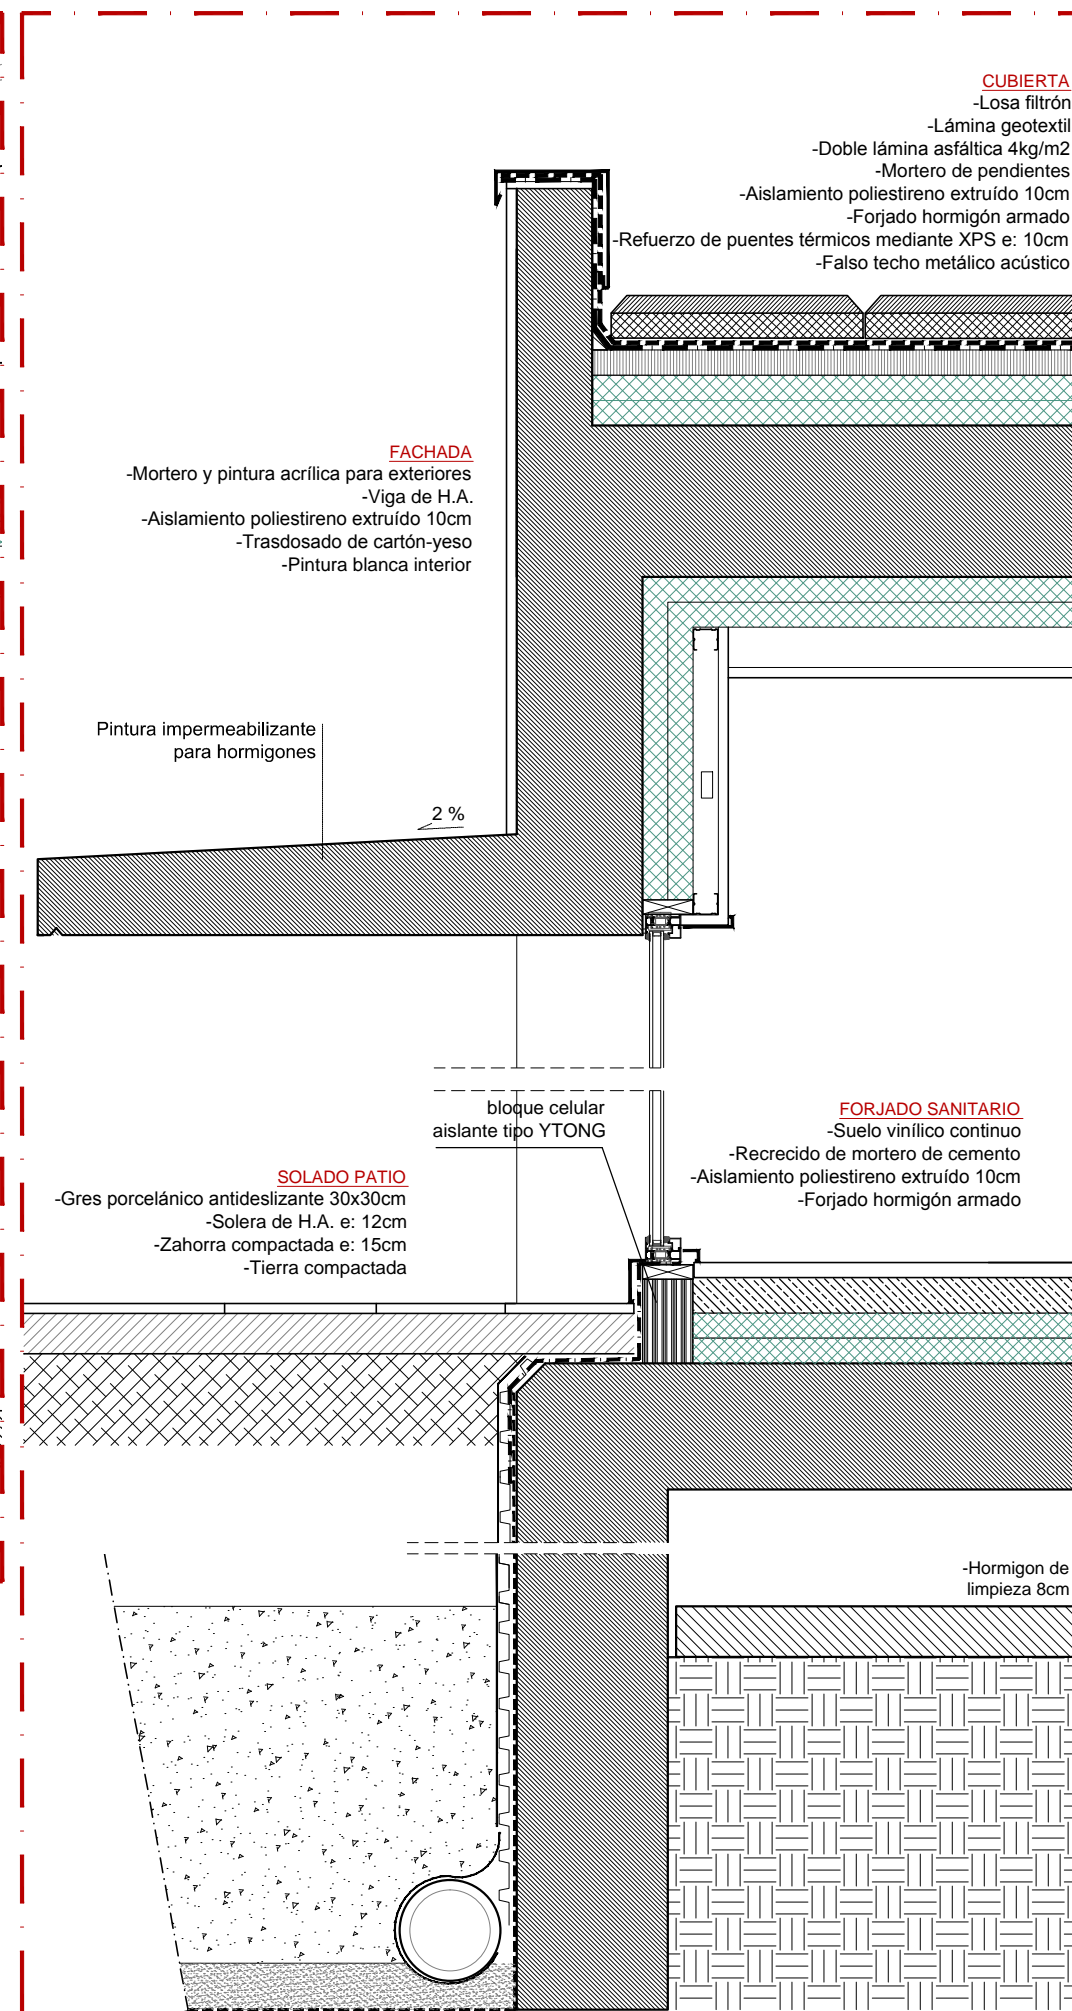 CUBIERTA
-Losa filtrón
-Lámina geotextil
-Doble lámina asfáltica 4kg/m2
-Mortero de pendientes
-Aislamiento poliestireno extruído 10cm
-Forjado hormigón armado
-Refuerzo de puentes térmicos mediante XPS e: 10cm
-Falso techo metálico acústico
FACHADA
-Mortero y pintura acrílica para exteriores
-Viga de H.A.
-Aislamiento poliestireno extruído 10cm
-Trasdosado de cartón-yeso
-Pintura blanca interior
Pintura impermeabilizante
para hormigones
2 %
bloque celular
aislante tipo YTONG
FORJADO SANITARIO
-Suelo vinílico continuo
-Recrecido de mortero de cemento
-Aislamiento poliestireno extruído 10cm
-Forjado hormigón armado
SOLADO PATIO
-Gres porcelánico antideslizante 30x30cm
-Solera de H.A. e: 12cm
-Zahorra compactada e: 15cm
-Tierra compactada
-Hormigon de
limpieza 8cm